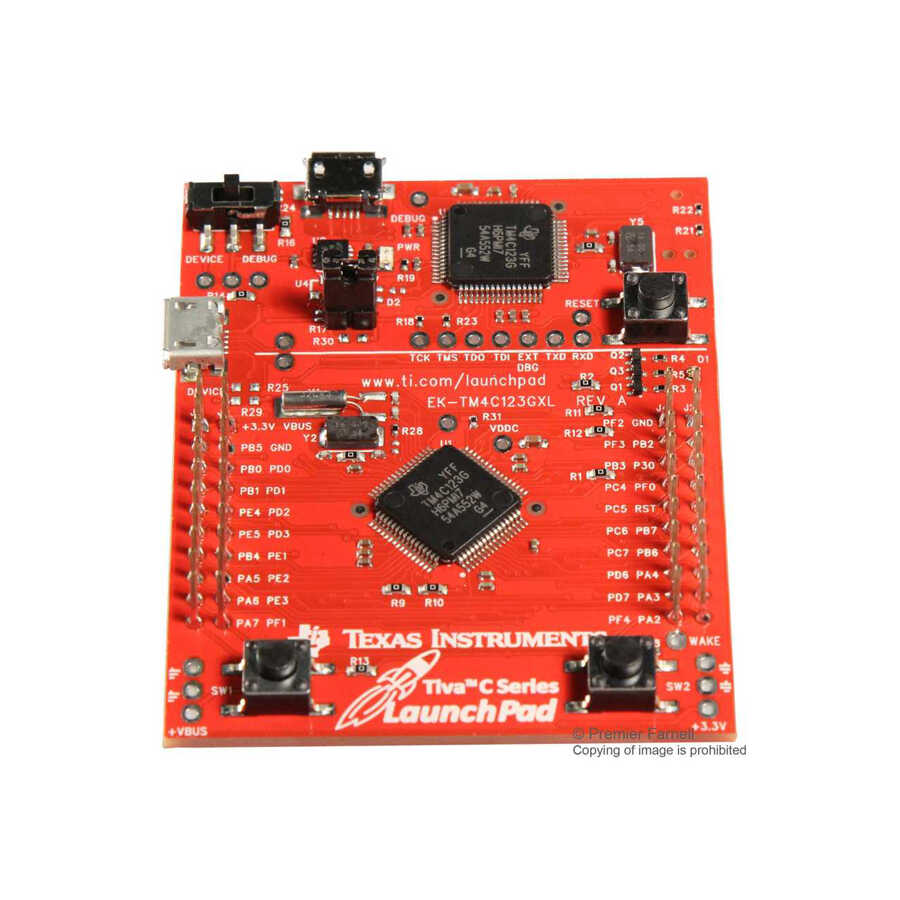 R24
R16
DEVICE DEBUG
DEBUG
PWR
R19
D2
U4
R17
R30
TM4C123G
H6PMI7 YFF
54A552W
G4
Y5
R22
R21
RESET
R18 R23
TCK TMS TDO TDI EXT TXD RXD
DBG
Q2
Q3
Q1
R4 D1
R5
R3
R2
www.ti.com/launchpad
EK-TM4C123GXL REV A
DEVICE
R25
R29
Y2
R28
R31
VDDC
U1
R11
R12
R1
+3.3V VBUS
PB5 GND
PB0 PD0
PB1 PD1
PE4 PD2
PE5 PD3
PB4 PE1
PA5 PE2
PA6 PE3
PA7 PF1
YFF
TM4C123G
H6PMI7
54A552W
G4
PF2 GND
PF3 PB2
PB3 P30
PC4 PF0
PC5 RST
PC6 PB7
PC7 PB6
PD6 PA4
PD7 PA3
PF4 PA2
R9 R10
TEXAS INSTRUMENTS
WAKE
R13
SW1
SW2
Tiva™ C Series
LaunchPad
+VBUS
+3.3V
© Premier Farnell
Copying of image is prohibited